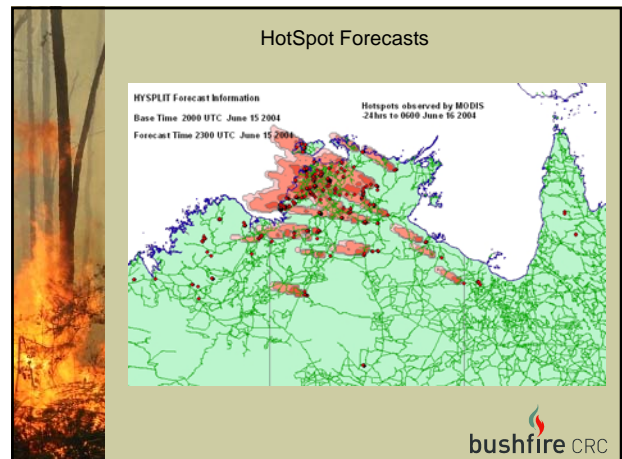 HotSpot Forecasts
HYSPLIT Forecast Information
Hotspots observed by MODIS
Base Time 2000 UTC June 15 2004
-24hrs to 0600 June 16 2004
Forecast Time 2300 UTC June 15 2004
bushfire CRC